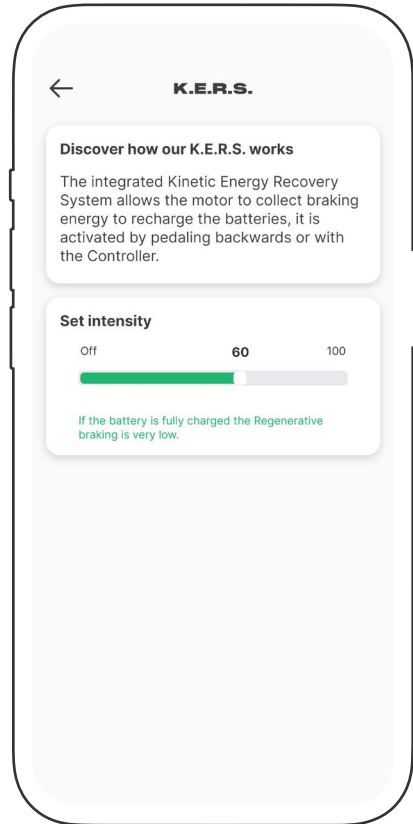 K.E.R.S.
Discover how our K.E.R.S. works
The integrated Kinetic Energy Recovery
System allows the motor to collect braking
energy to recharge the batteries, it is
activated by pedaling backwards or with
the Controller.
Set intensity
Off 60 100
If the battery is fully charged the Regenerative
braking is very low.